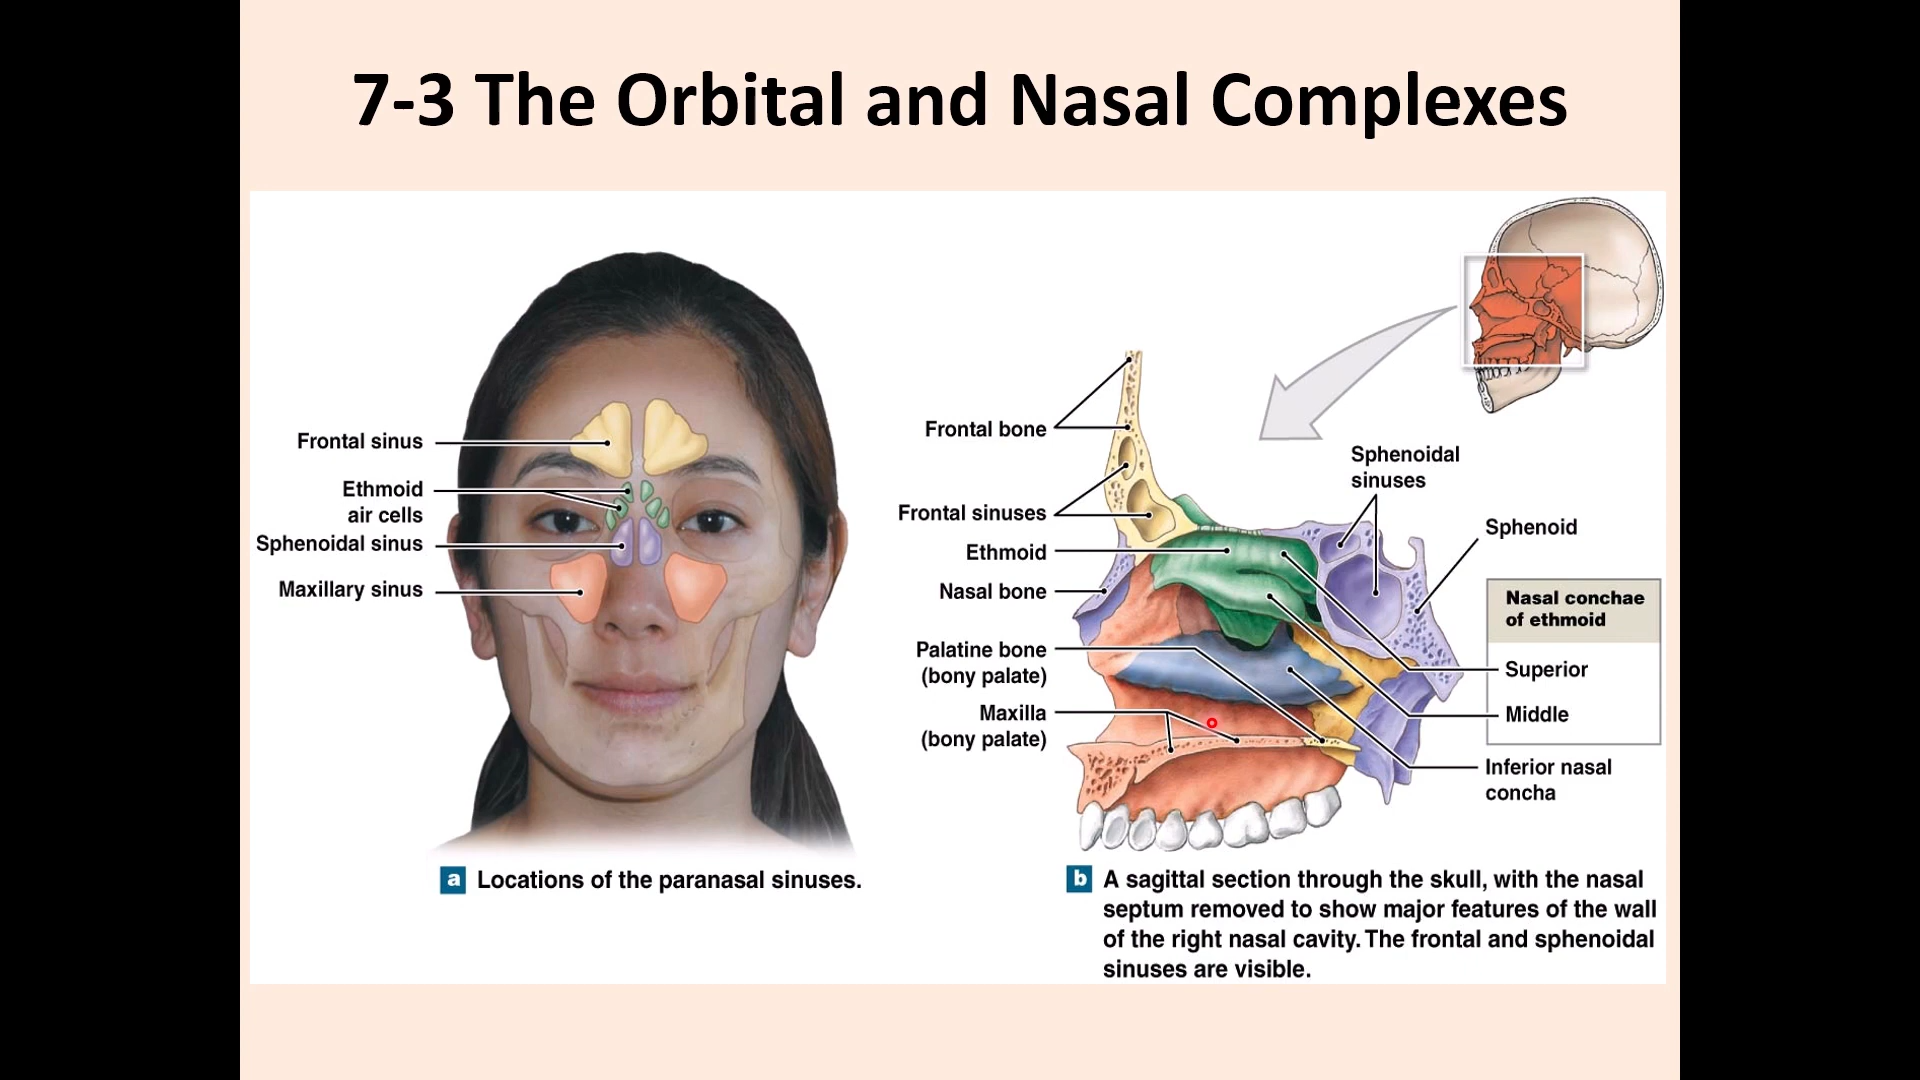 7-3 The Orbital and Nasal Complexes
Frontal sinus
Ethmoid
air cells
Sphenoidal sinus
Maxillary sinus
a Locations of the paranasal sinuses.
Frontal bone
Frontal sinuses
Ethmoid
Nasal bone
Palatine bone
(bony palate)
Maxilla
(bony palate)
Sphenoidal
sinuses
Sphenoid
Nasal conchae
of ethmoid
Superior
Middle
Inferior nasal
concha
b A sagittal section through the skull, with the nasal
septum removed to show major features of the wall
of the right nasal cavity. The frontal and sphenoidal
sinuses are visible.